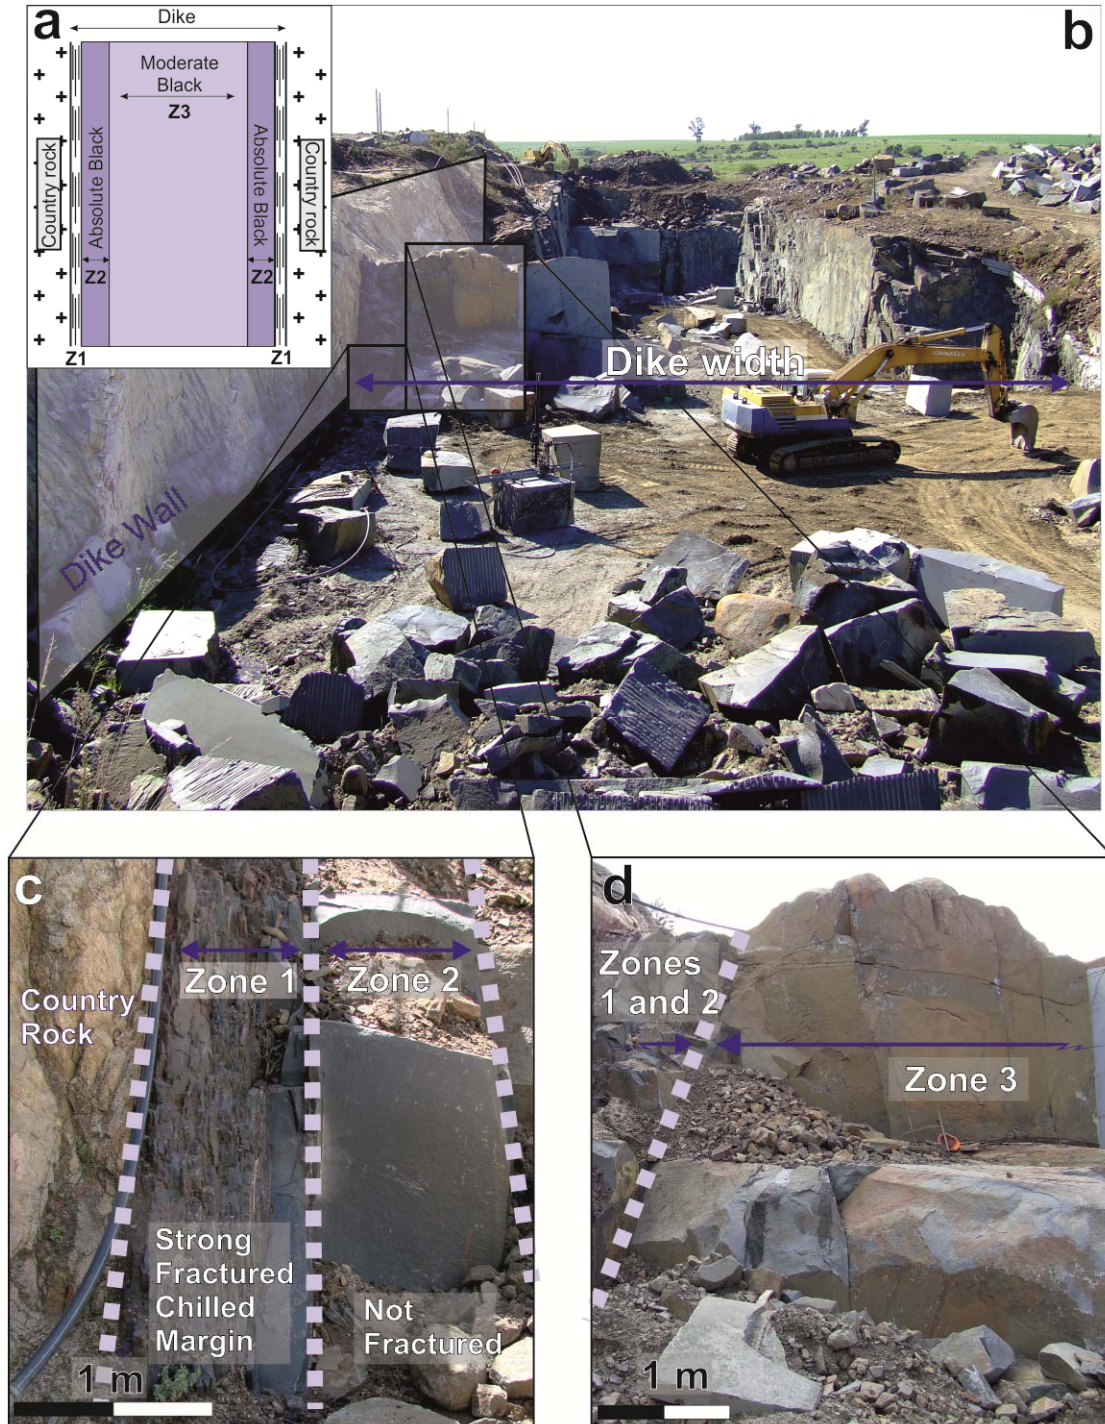 a
Dike
Moderate
Black
Z3
Country rock
Absolute Black
Absolute Black
Country rock
Z2
Z2
Z1
Z1
b
Dike width
KOMATSU
Dike Wall
c
Zone 1
Zone 2
Country
Rock
Strong
Fractured
Chilled
Margin
Not
Fractured
1 m
d
Zones
1 and 2
Zone 3
1 m